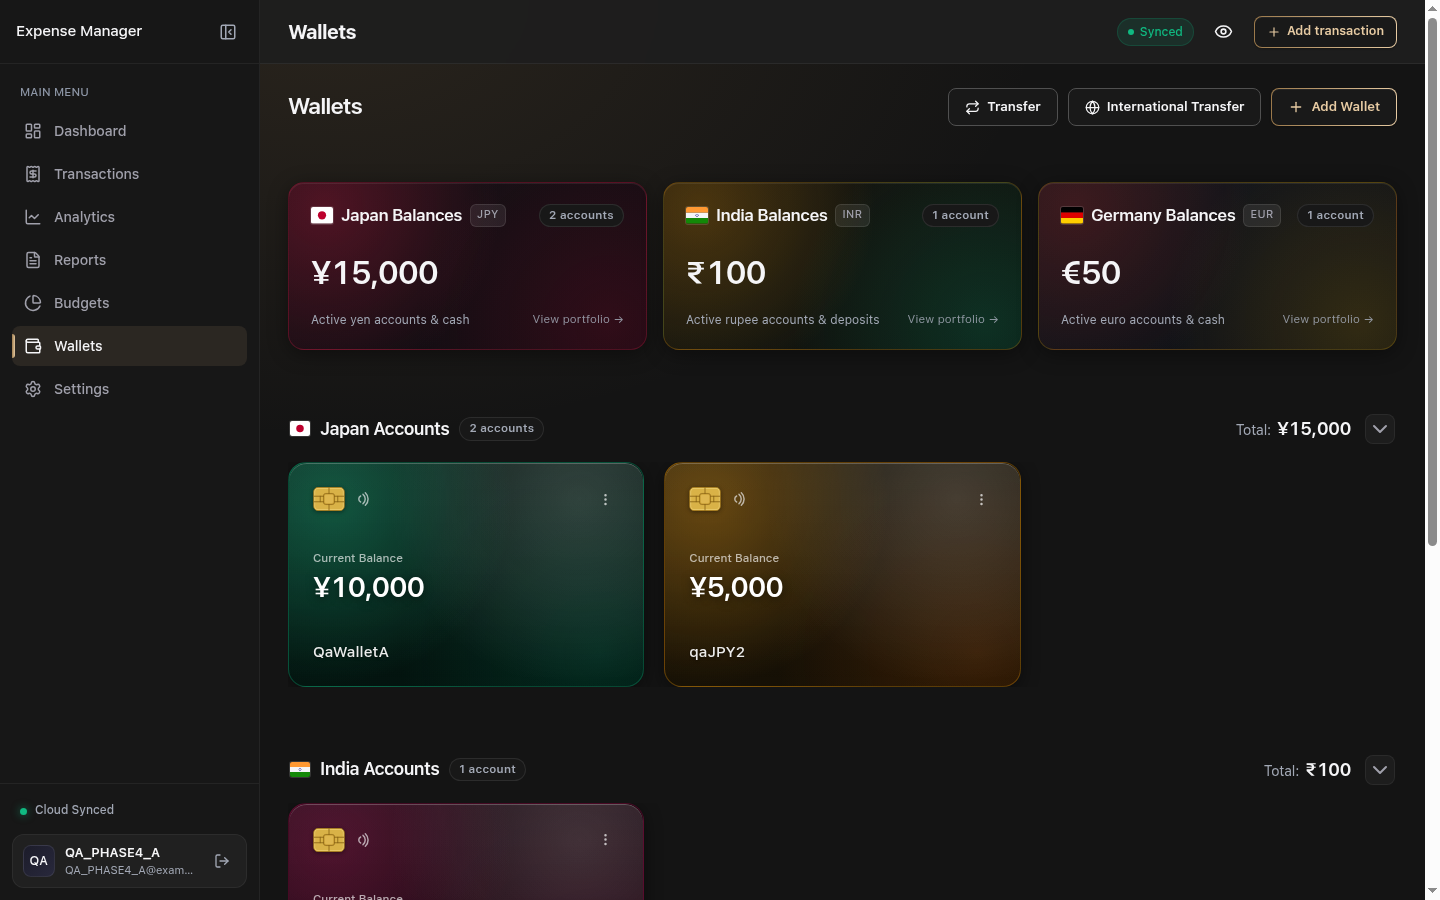 Expense Manager
MAIN MENU
Dashboard
Transactions
Analytics
Reports
Budgets
Wallets
Settings
Cloud Synced
QA
QA_PHASE4_A
QA_PHASE4_A@exam...
Wallets
Synced
Add transaction
Wallets
Transfer
International Transfer
Add Wallet
Japan Balances JPY 2 accounts
¥15,000
Active yen accounts & cash View portfolio →
India Balances INR 1 account
₹100
Active rupee accounts & deposits View portfolio →
Germany Balances EUR 1 account
€50
Active euro accounts & cash View portfolio →
Japan Accounts 2 accounts Total: ¥15,000
Current Balance
¥10,000
QaWalletA
Current Balance
¥5,000
qaJPY2
India Accounts 1 account Total: ₹100
Current Balance